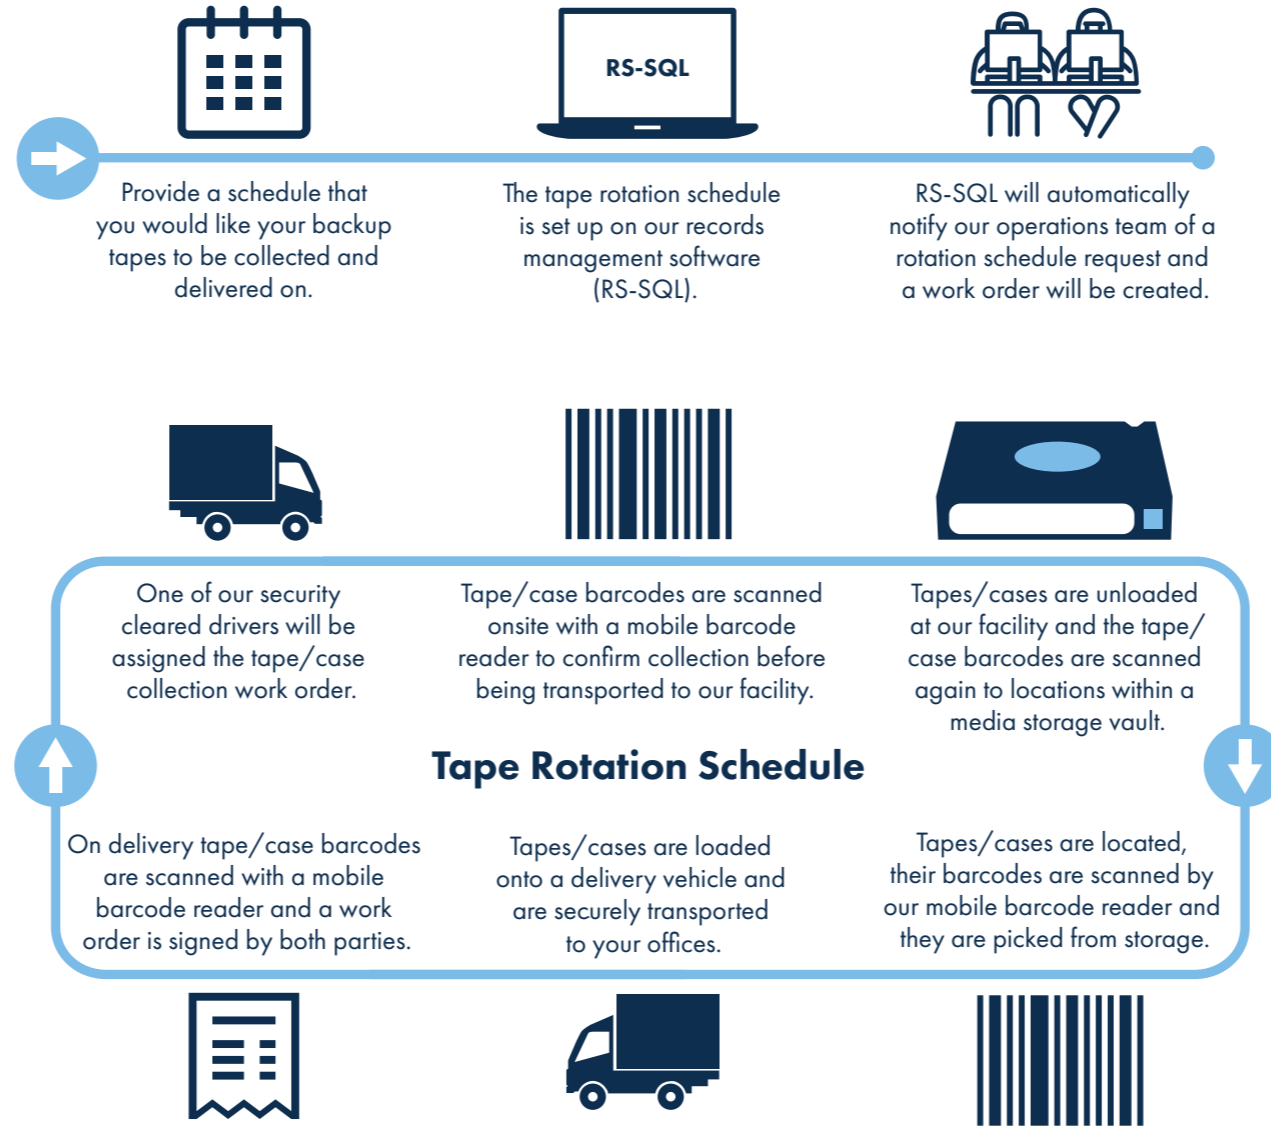 RS-SQL
Provide a schedule that
you would like your backup
tapes to be collected and
delivered on.
The tape rotation schedule
is set up on our records
management software
(RS-SQL).
RS-SQL will automatically
notify our operations team of a
rotation schedule request and
a work order will be created.
One of our security
cleared drivers will be
assigned the tape/case
collection work order.
Tape/case barcodes are scanned
onsite with a mobile barcode
reader to confirm collection before
being transported to our facility.
Tapes/cases are unloaded
at our facility and the tape/
case barcodes are scanned
again to locations within a
media storage vault.
Tape Rotation Schedule
On delivery tape/case barcodes
are scanned with a mobile
barcode reader and a work
order is signed by both parties.
Tapes/cases are loaded
onto a delivery vehicle and
are securely transported
to your offices.
Tapes/cases are located,
their barcodes are scanned by
our mobile barcode reader and
they are picked from storage.